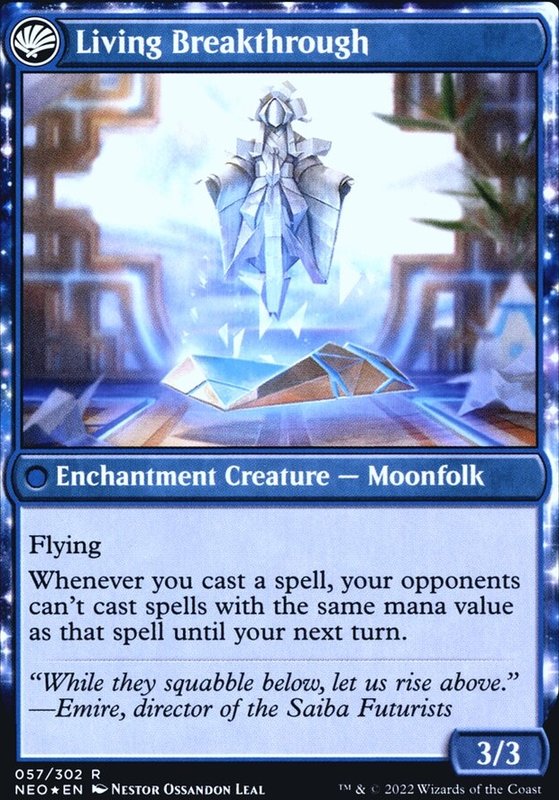 Living Breakthrough
Enchantment Creature — Moonfolk
Flying
Whenever you cast a spell, your opponents
can't cast spells with the same mana value
as that spell until your next turn.
“While they squabble below, let us rise above.”
—Emire, director of the Saiba Futurists
3/3
057/302 R
NEO★EN Nestor Ossandon Leal
™ & © 2022 Wizards of the Coast